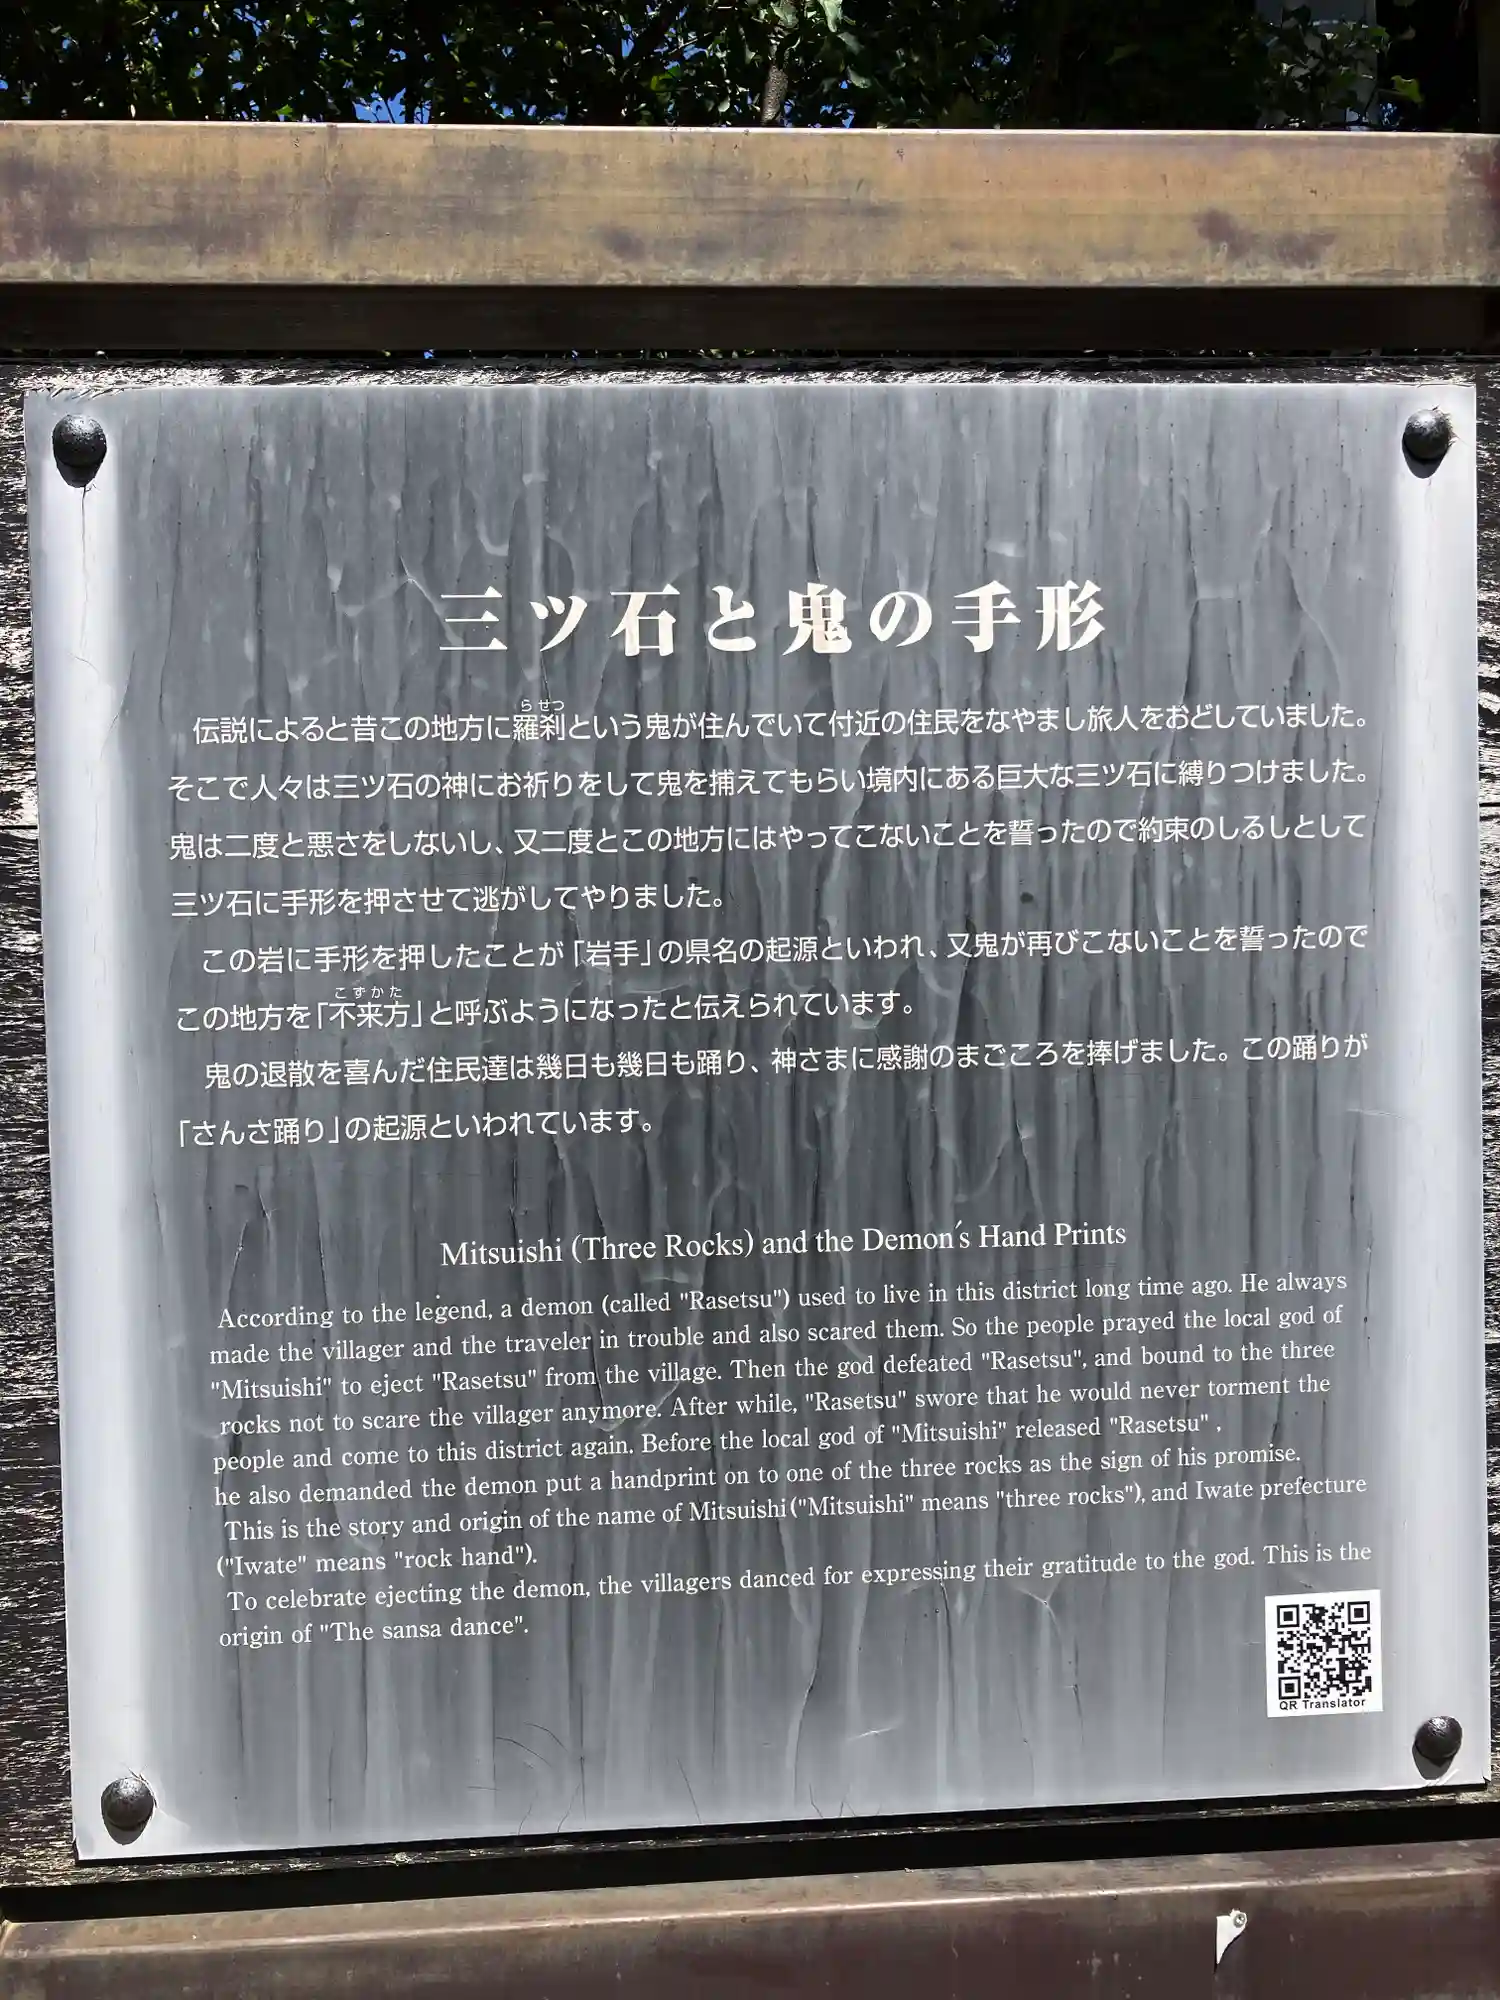 三ツ石と鬼の手形
らせつ
伝説によると昔この地方に羅刹という鬼が住んでいて付近の住民をなやまし旅人をおどしていました。
そこで人々は三ツ石の神にお祈りをして鬼を捕えてもらい境内にある巨大な三ツ石に縛りつけました。
鬼は二度と悪さをしないし、又二度とこの地方にはやってこないことを誓ったので約束のしるしとして
三ツ石に手形を押させて逃がしてやりました。
この岩に手形を押したことが「岩手」の県名の起源といわれ、又鬼が再びこないことを誓ったので
こずかた
この地方を「不来方」と呼ぶようになったと伝えられています。
鬼の退散を喜んだ住民達は幾日も幾日も踊り、神さまに感謝のまごころを捧げました。この踊りが
「さんさ踊り」の起源といわれています。
Mitsuishi (Three Rocks) and the Demon's Hand Prints
According to the legend, a demon (called "Rasetsu") used to live in this district long time ago. He always
made the villager and the traveler in trouble and also scared them. So the people prayed the local god of
"Mitsuishi" to eject "Rasetsu" from the village. Then the god defeated "Rasetsu", and bound to the three
rocks not to scare the villager anymore. After while, "Rasetsu" swore that he would never torment the
people and come to this district again. Before the local god of "Mitsuishi" released "Rasetsu" ,
he also demanded the demon put a handprint on to one of the three rocks as the sign of his promise.
This is the story and origin of the name of Mitsuishi ("Mitsuishi" means "three rocks"), and Iwate prefecture
("Iwate" means "rock hand").
To celebrate ejecting the demon, the villagers danced for expressing their gratitude to the god. This is the
origin of "The sansa dance".
QR Translator